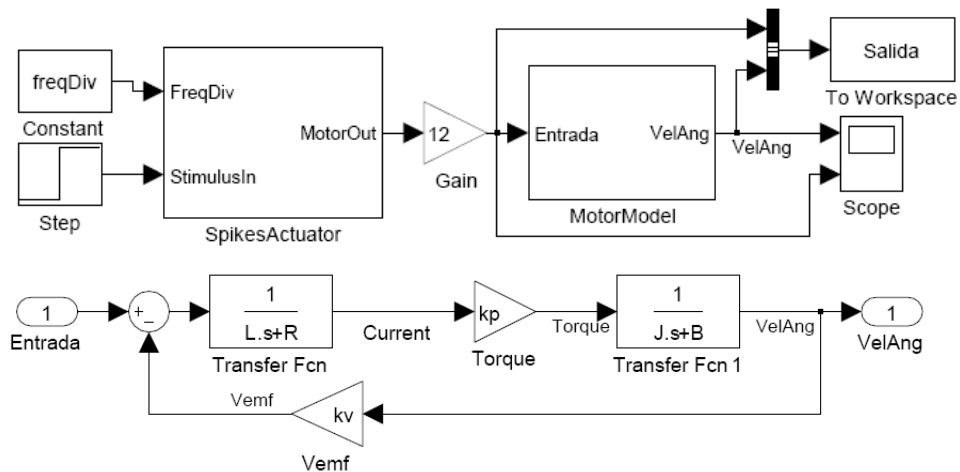 freqDiv
Constant
Step
FreqDiv
StimulusIn
MotorOut
SpikesActuator
12
Gain
Entrada
VelAng
MotorModel
VelAng
Salida
To Workspace
Scope
1
Entrada
+
_
1
L.s+R
Transfer Fcn
Current
kp
Torque
Torque
1
J.s+B
Transfer Fcn 1
VelAng
1
VelAng
Vemf
kv
Vemf